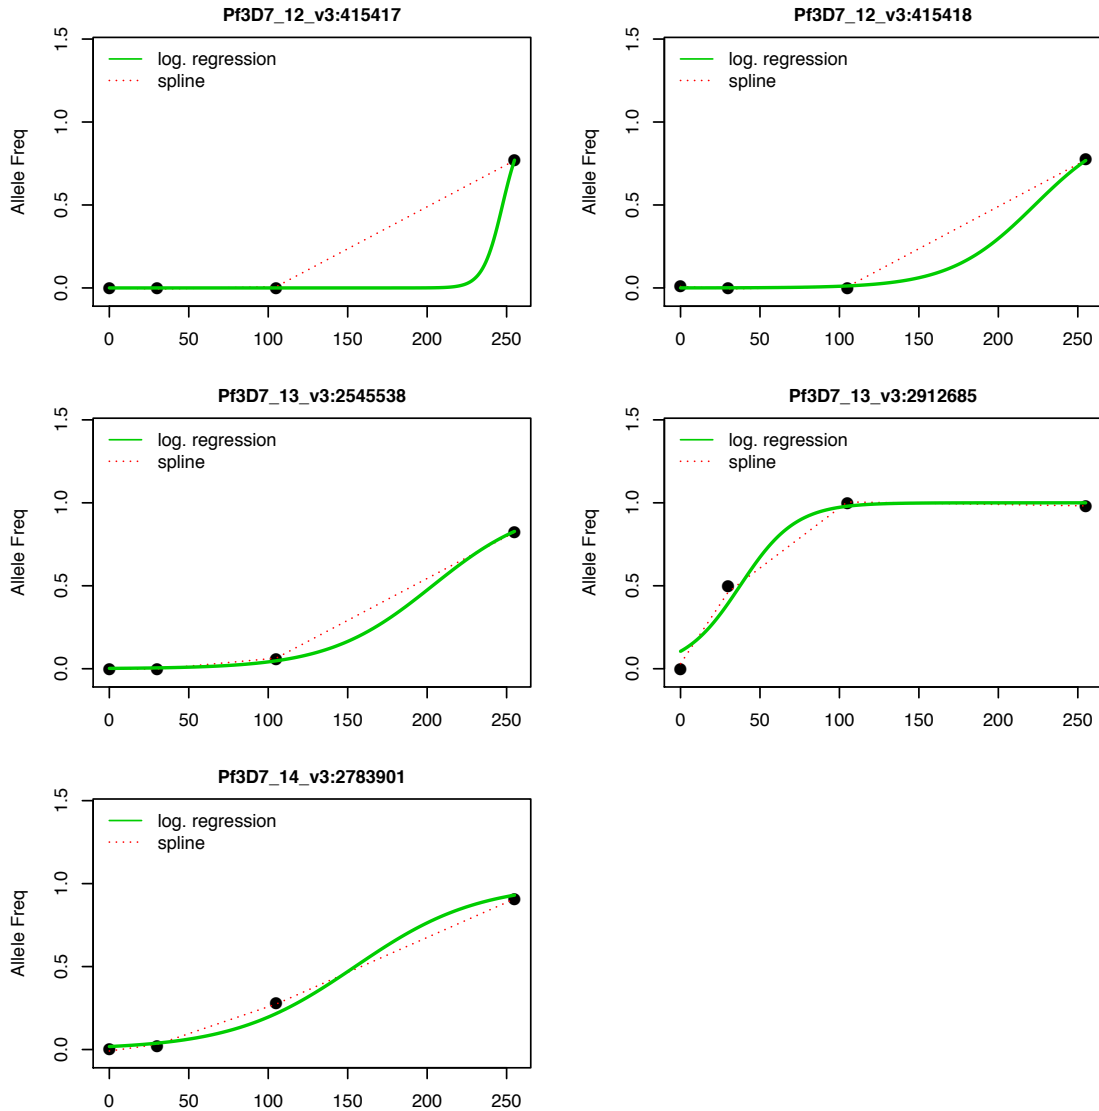 Pf3D7_12_v3:415417
Allele Freq
0.0 0.5 1.0 1.5
log. regression
spline
0 50 100 150 200 250
Pf3D7_12_v3:415418
Allele Freq
0.0 0.5 1.0 1.5
log. regression
spline
0 50 100 150 200 250
Pf3D7_13_v3:2545538
Allele Freq
0.0 0.5 1.0 1.5
log. regression
spline
0 50 100 150 200 250
Pf3D7_13_v3:2912685
Allele Freq
0.0 0.5 1.0 1.5
log. regression
spline
0 50 100 150 200 250
Pf3D7_14_v3:2783901
Allele Freq
0.0 0.5 1.0 1.5
log. regression
spline
0 50 100 150 200 250